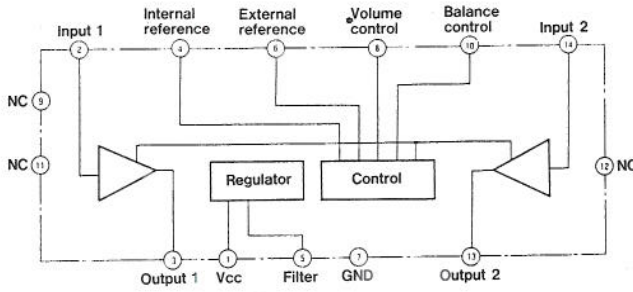 Internal reference
External reference
Volume control
Balance control
Input 1
Input 2
2
4
6
8
10
14
NC 9
NC 11
12 NC
Regulator
Control
3
1
5
7
13
Output 1
Vcc
Filter
GND
Output 2